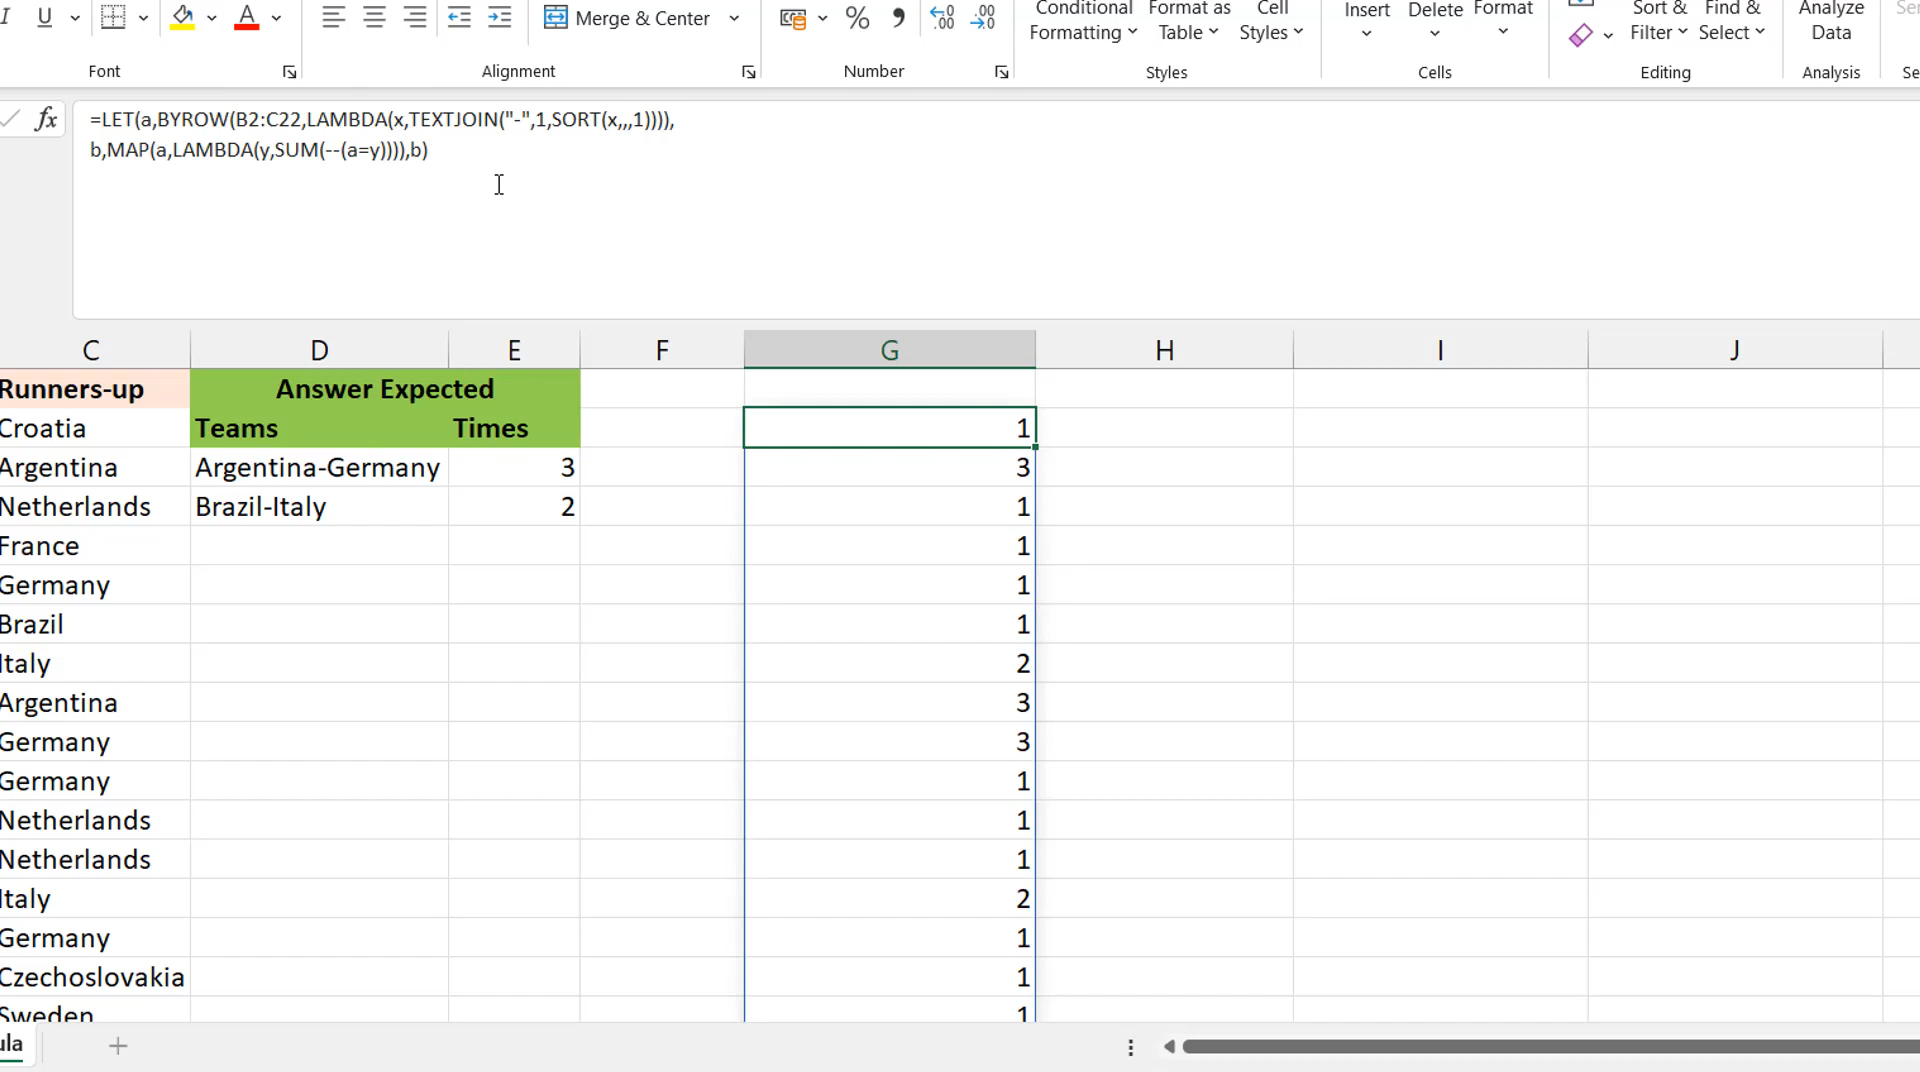 U A Merge & Center % Conditional Format as Cell Insert Delete Format Sort & Find & Analyze
Formatting Table Styles Filter Select Data
Font Alignment Number Styles Cells Editing Analysis
fx =LET(a,BYROW(B2:C22,LAMBDA(x,TEXTJOIN("-",1,SORT(x,,,1)))),
b,MAP(a,LAMBDA(y,SUM(--(a=y)))),b)
C D E F G H I J
Runners-up Answer Expected
Croatia Teams Times 1
Argentina Argentina-Germany 3 3
Netherlands Brazil-Italy 2 1
France 1
Germany 1
Brazil 1
Italy 2
Argentina 3
Germany 3
Germany 1
Netherlands 1
Netherlands 1
Italy 2
Germany 1
Czechoslovakia 1
Sweden 1